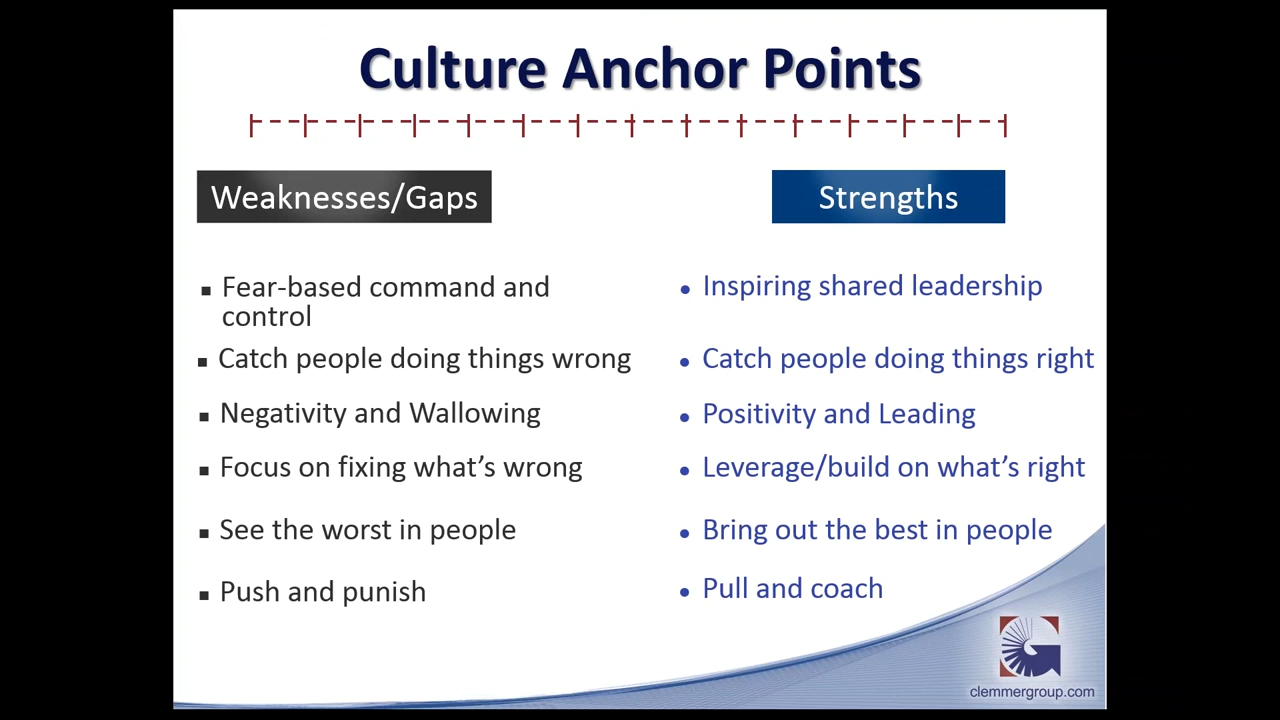 Culture Anchor Points
Weaknesses/Gaps
▪ Fear-based command and
control
▪ Catch people doing things wrong
▪ Negativity and Wallowing
▪ Focus on fixing what’s wrong
▪ See the worst in people
▪ Push and punish
Strengths
• Inspiring shared leadership
• Catch people doing things right
• Positivity and Leading
• Leverage/build on what’s right
• Bring out the best in people
• Pull and coach
clemmergroup.com